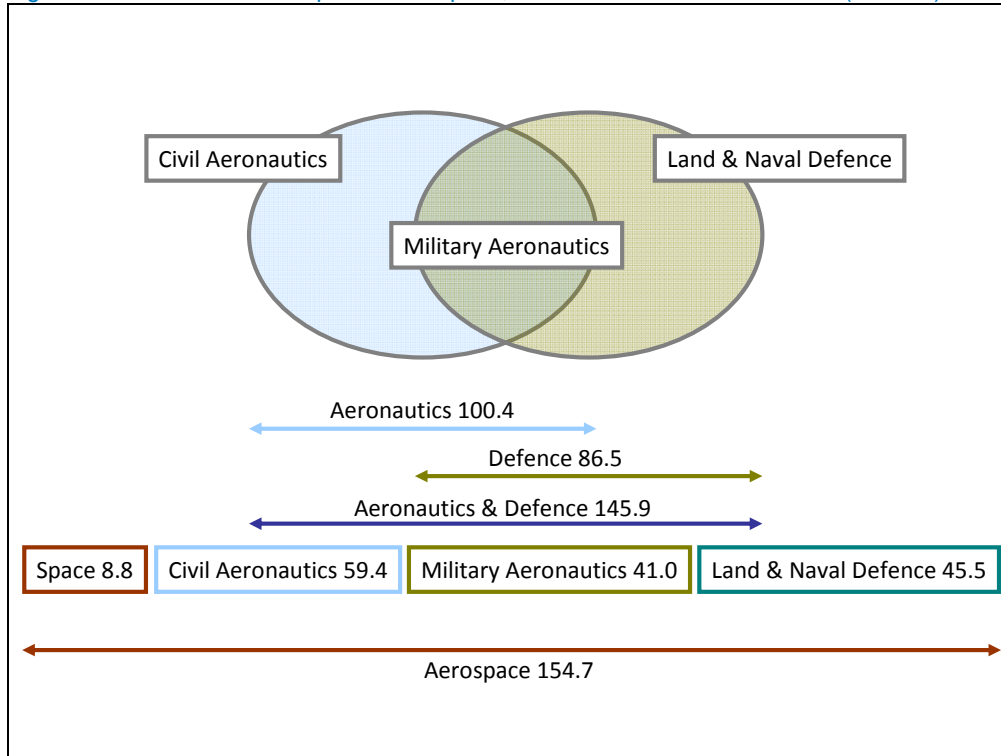 Civil Aeronautics
Land & Naval Defence
Military Aeronautics
Aeronautics 100.4
Defence 86.5
Aeronautics & Defence 145.9
Space 8.8
Civil Aeronautics 59.4
Military Aeronautics 41.0
Land & Naval Defence 45.5
Aerospace 154.7